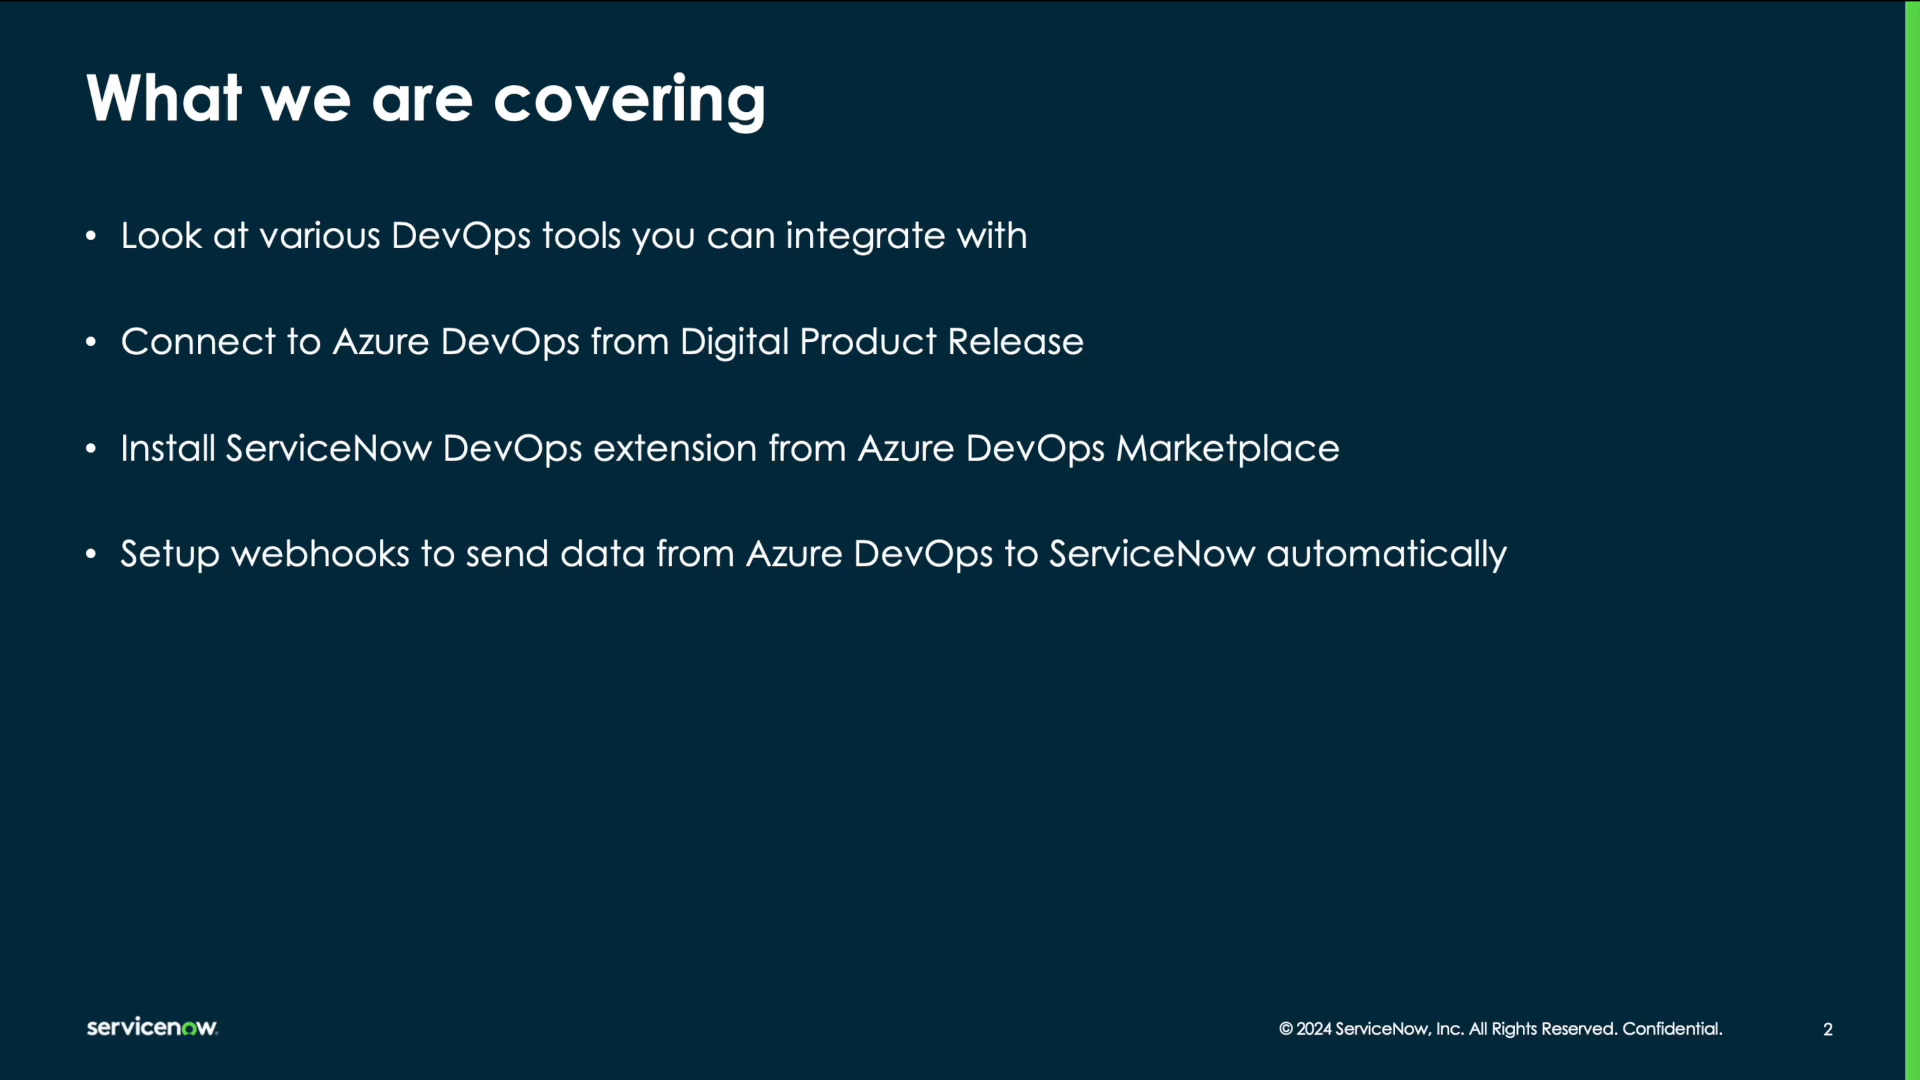 What we are covering
• Look at various DevOps tools you can integrate with
• Connect to Azure DevOps from Digital Product Release
• Install ServiceNow DevOps extension from Azure DevOps Marketplace
• Setup webhooks to send data from Azure DevOps to ServiceNow automatically
servicenow
© 2024 ServiceNow, Inc. All Rights Reserved. Confidential.
2